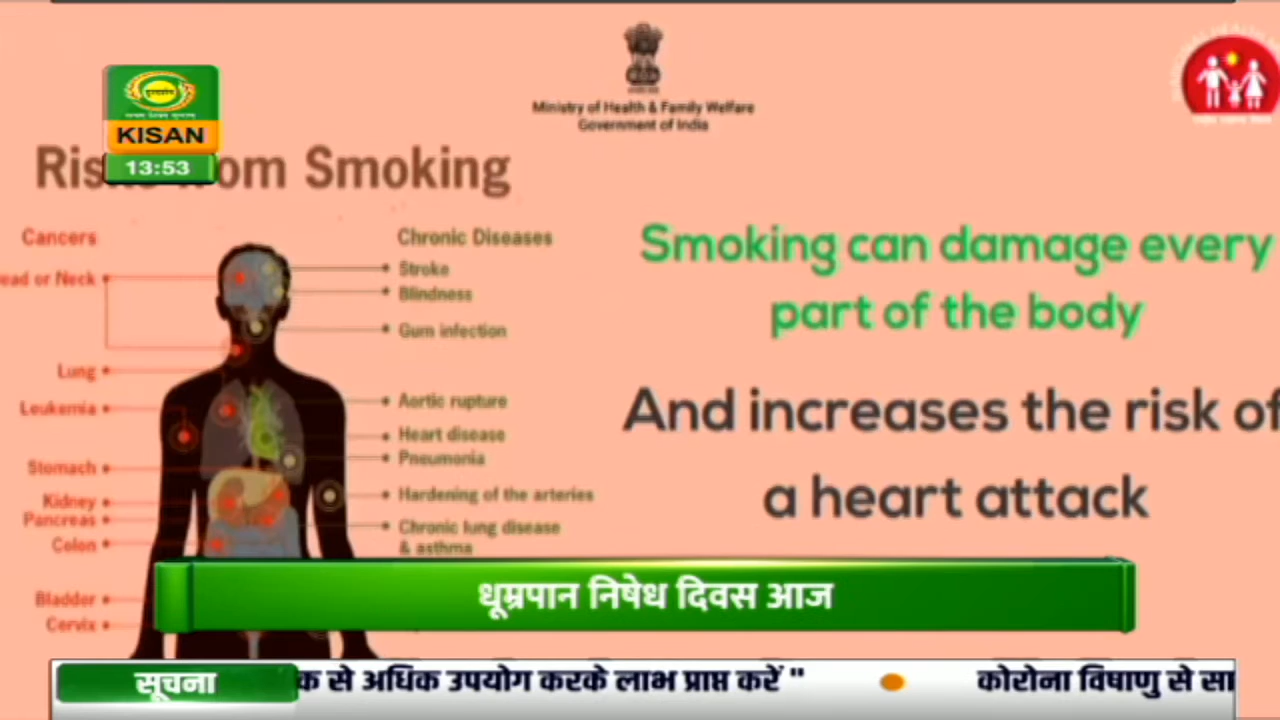 Ministry of Health & Family Welfare
Government of India
KISAN
13:53
from Smoking
Cancers
Chronic Diseases
Smoking can damage every
part of the body
And increases the risk of
a heart attack
or Neck
Lung
Leukemia
Stomach
Kidney
Pancreas
Colon
Bladder
Cervix
Stroke
Blindness
Gum infection
Aortic rupture
Heart disease
Pneumonia
Hardening of the arteries
Chronic lung disease
& asthma
धूम्रपान निषेध दिवस आज
सूचना
क से अधिक उपयोग करके लाभ प्राप्त करें "
कोरोना विषाणु से सा